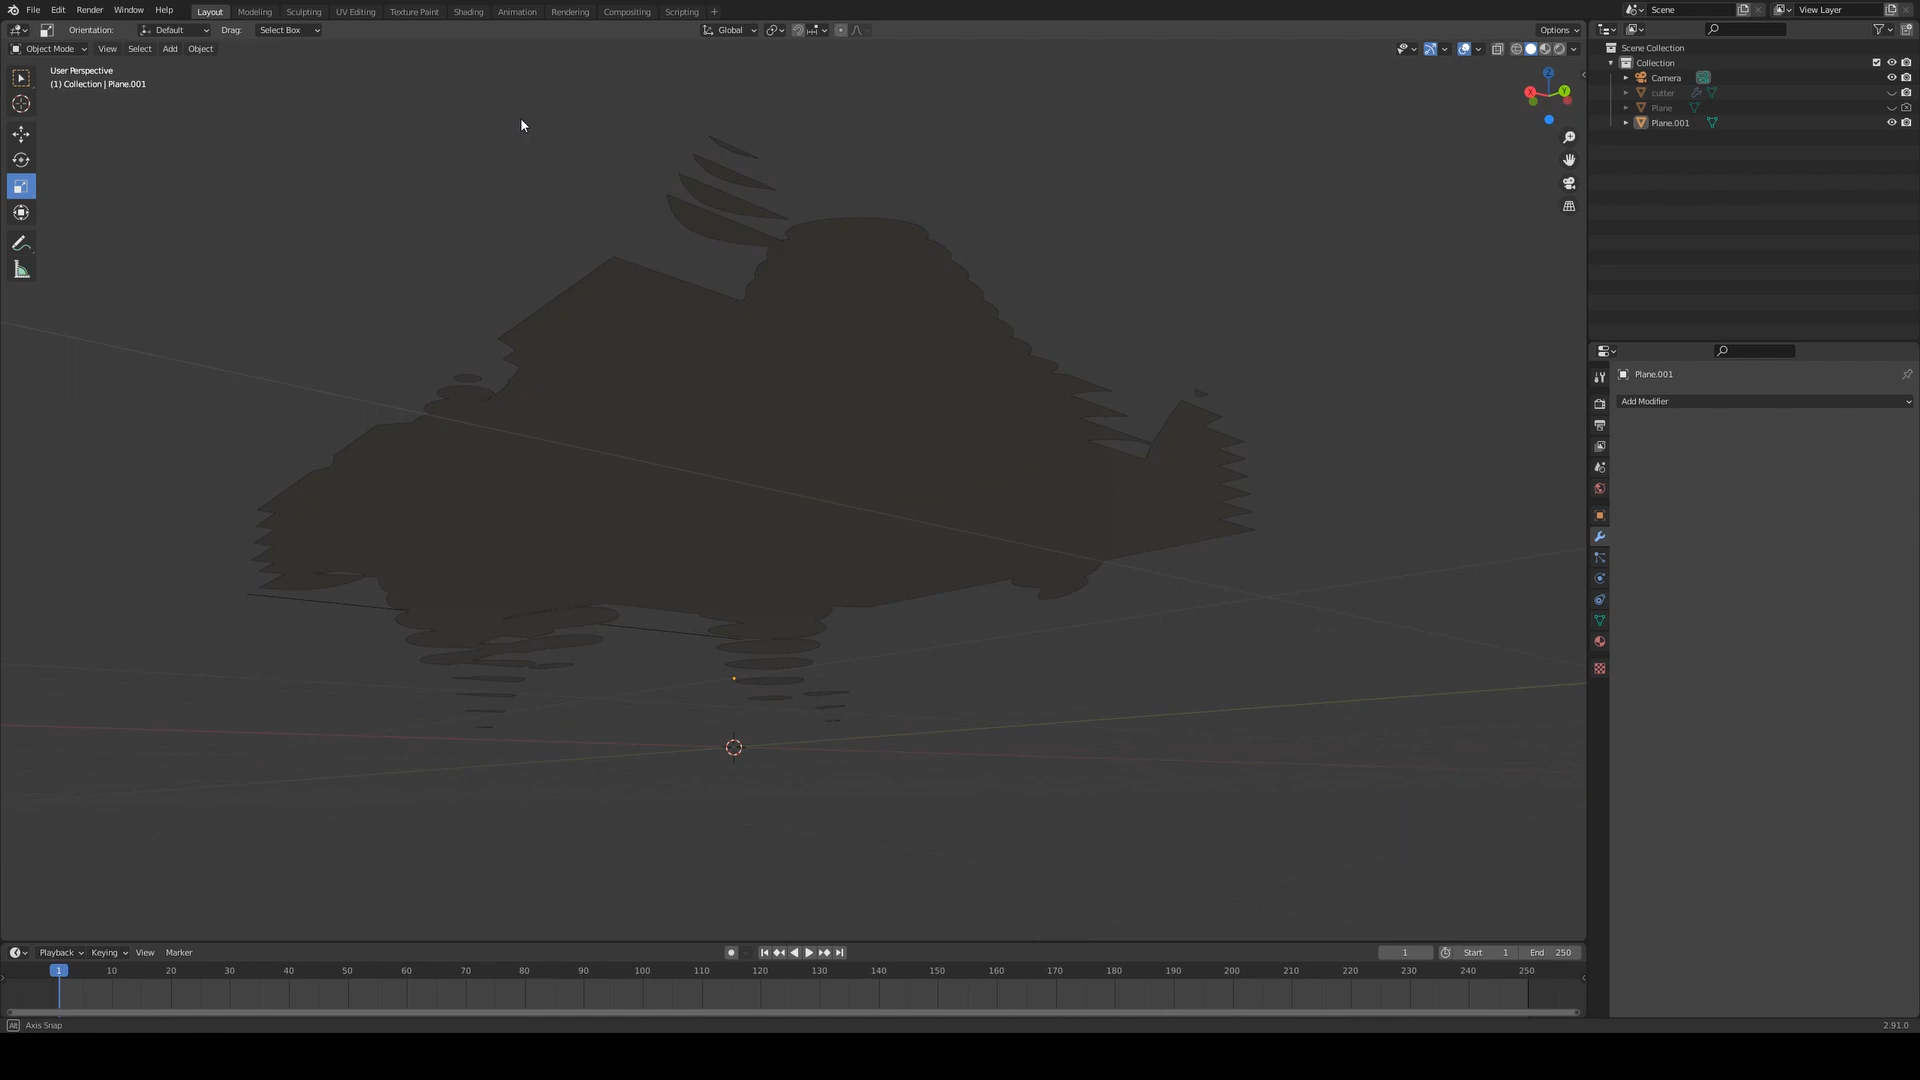 File Edit Render Window Help Layout Modeling Sculpting UV Editing Texture Paint Shading Animation Rendering Compositing Scripting + Scene View Layer
Orientation: Default Drag: Select Box Global Options
Object Mode View Select Add Object
Scene Collection
User Perspective
(1) Collection | Plane.001
Collection
Camera
cutter
Plane
Plane.001
Z
X
Y
Plane.001
Add Modifier
Playback Keying View Marker 1 Start 1 End 250
1 10 20 30 40 50 60 70 80 90 100 110 120 130 140 150 160 170 180 190 200 210 220 230 240 250
Alt Axis Snap 2.91.0